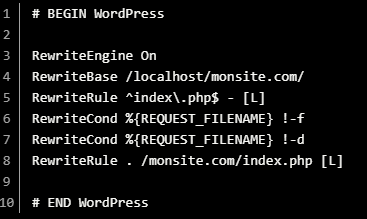 1 # BEGIN WordPress
2
3 RewriteEngine On
4 RewriteBase /localhost/monsite.com/
5 RewriteRule ^index\.php$ - [L]
6 RewriteCond %{REQUEST_FILENAME} !-f
7 RewriteCond %{REQUEST_FILENAME} !-d
8 RewriteRule . /monsite.com/index.php [L]
9
10 # END WordPress